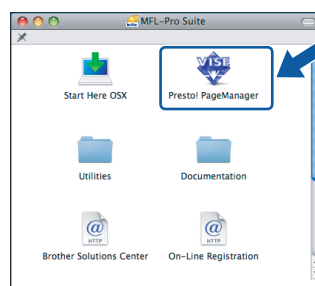 MFL-Pro Suite
VISE
Start Here OSX
Presto! PageManager
Utilities
Documentation
@
HTTP
@
HTTP
Brother Solutions Center
On-Line Registration